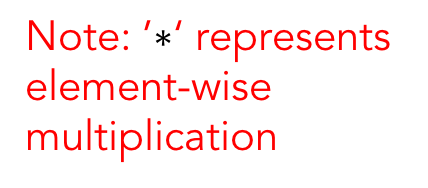 Note: ’*‘ represents
element-wise
multiplication